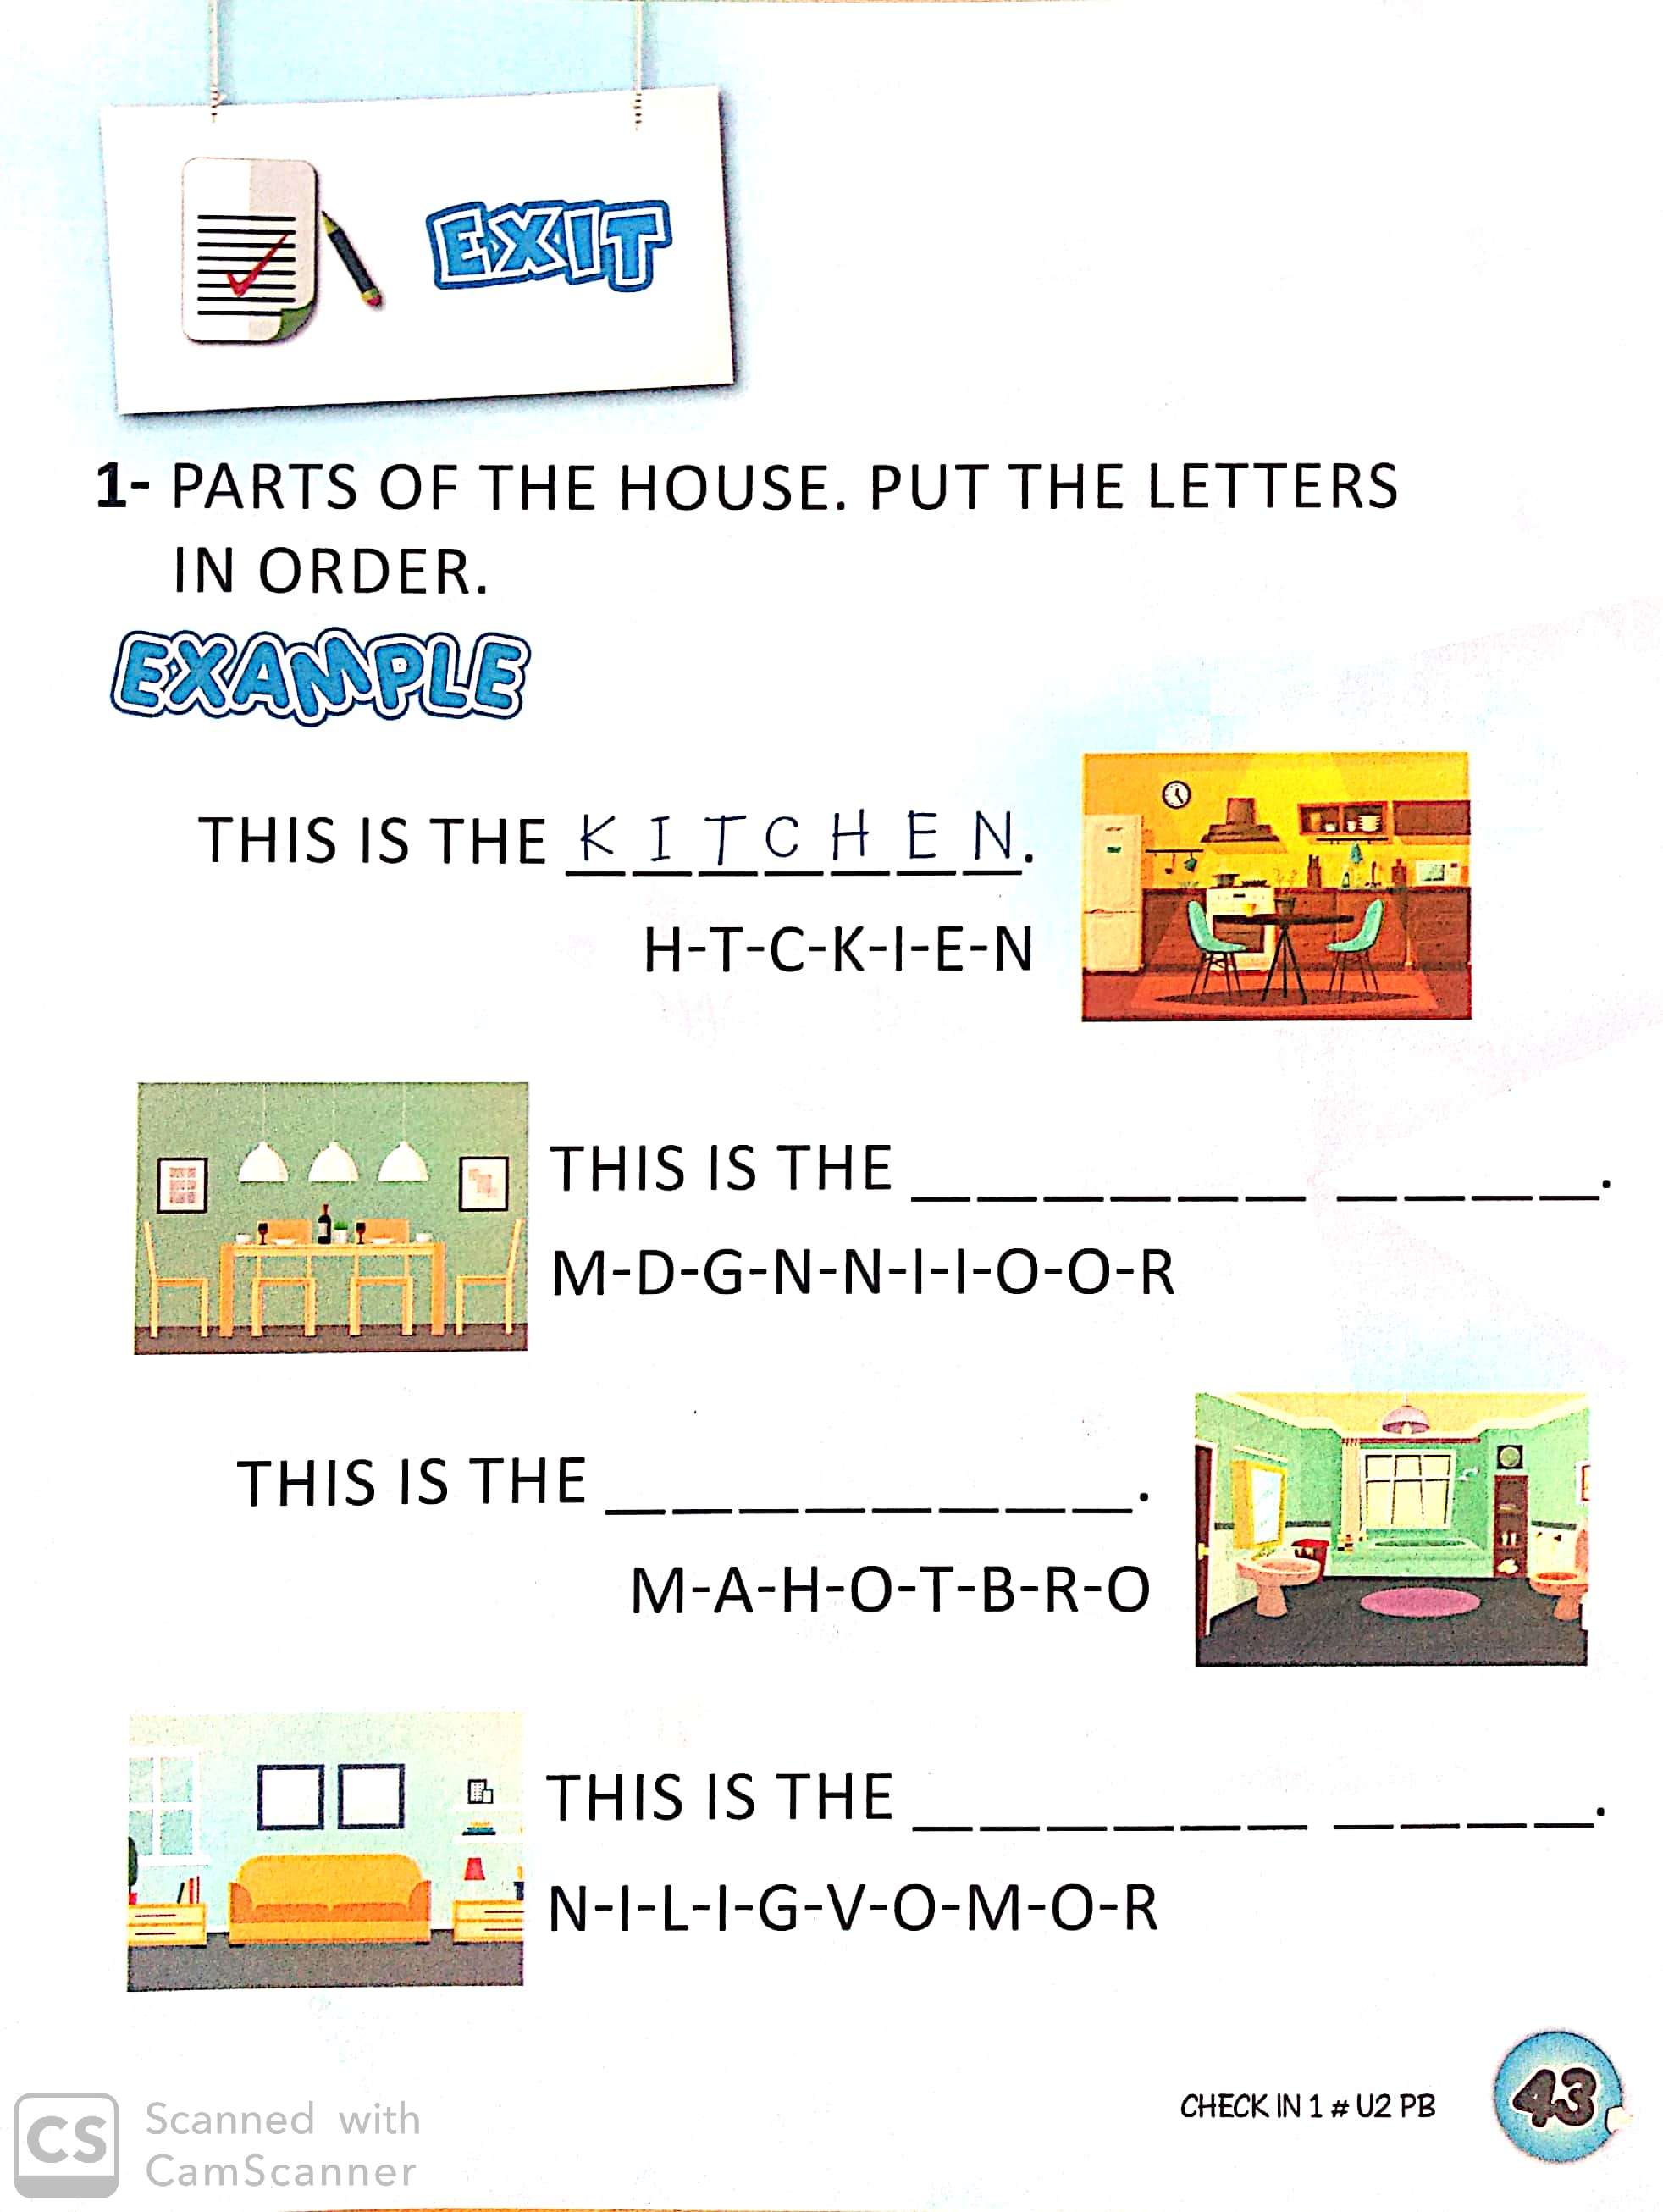 EXIT
1- PARTS OF THE HOUSE. PUT THE LETTERS
IN ORDER.
EXAMPLE
THIS IS THE K I T C H E N.
H-T-C-K-I-E-N
THIS IS THE _ _ _ _ _ _ _ _ _ _.
M-D-G-N-N-I-I-O-O-R
THIS IS THE _ _ _ _ _ _ _ _.
M-A-H-O-T-B-R-O
THIS IS THE _ _ _ _ _ _ _ _ _ _.
N-I-L-I-G-V-O-M-O-R
CHECK IN 1 # U2 PB
43
CS Scanned with
CamScanner